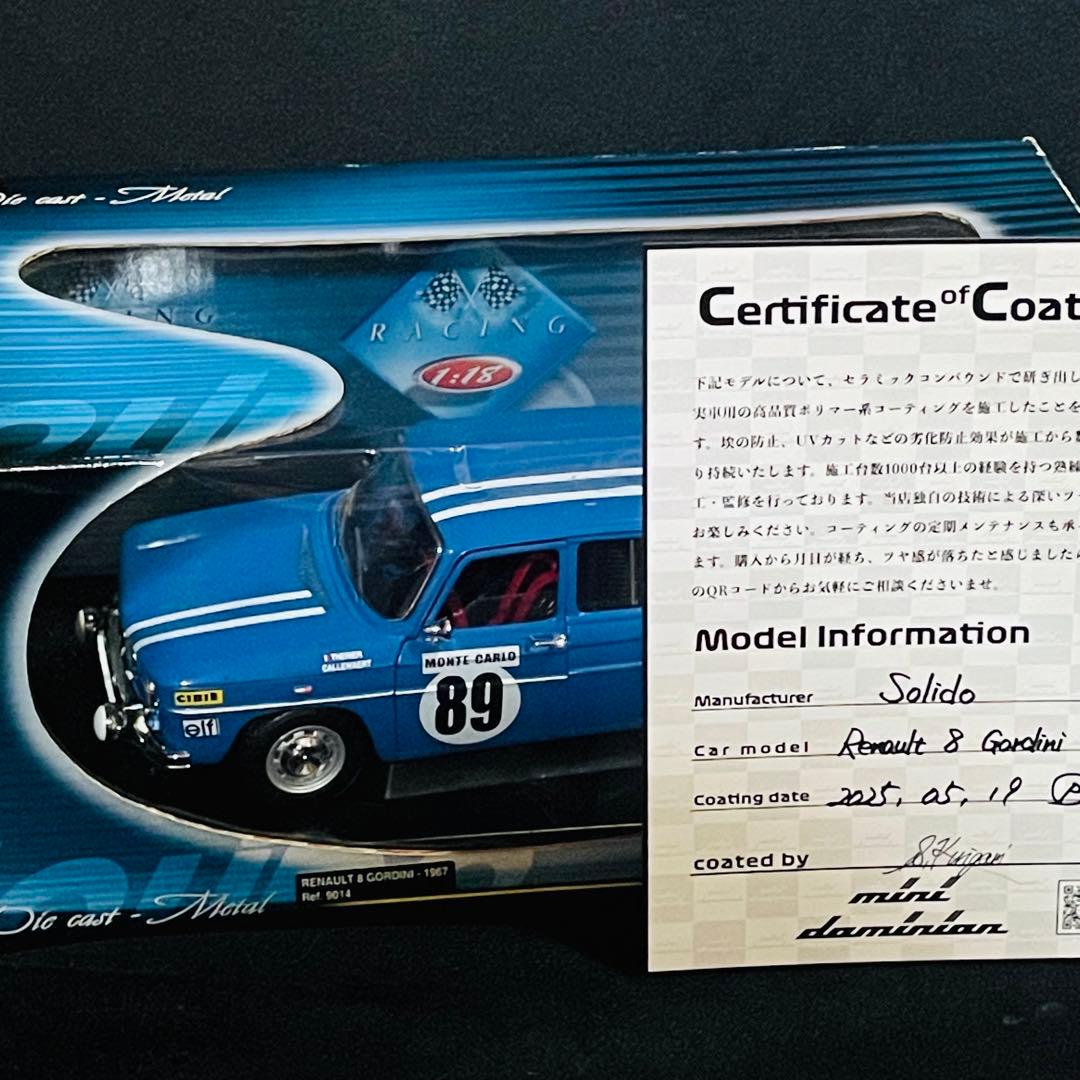 Die cast - Metal
RACING
1:18
MONTE CARLO
89
CIBIE
elf
RENAULT 8 GORDINI - 1967
Ref. 9014
Die cast - Metal
Certificate of Coat
下記モデルについて、セラミックコンパウンドで研ぎ出し
実車用の高品質ポリマー系コーティングを施工したことを
す。埃の防止、UVカットなどの劣化防止効果が施工から
り持続いたします。施工台数1000台以上の経験を持つ熟練
工・監修を行っております。当店独自の技術による深いツ
お楽しみください。コーティングの定期メンテナンスも承
ます。購入から月日が経ち、ツヤ感が落ちたと感じました
のQRコードからお気軽にご相談くださいませ。
Model Information
Manufacturer Solido
Car model Renault 8 Gordini
Coating date 2025. 05. 19 P
coated by
mini
daminian